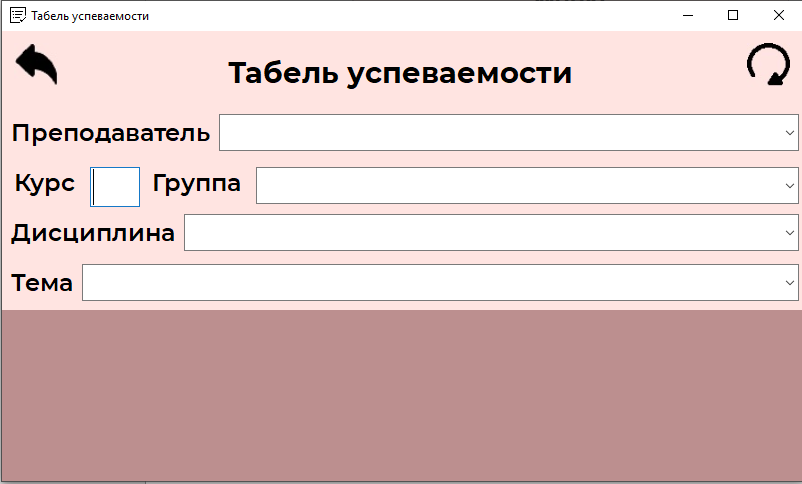 Табель успеваемости
Табель успеваемости
Преподаватель
Курс Группа
Дисциплина
Тема